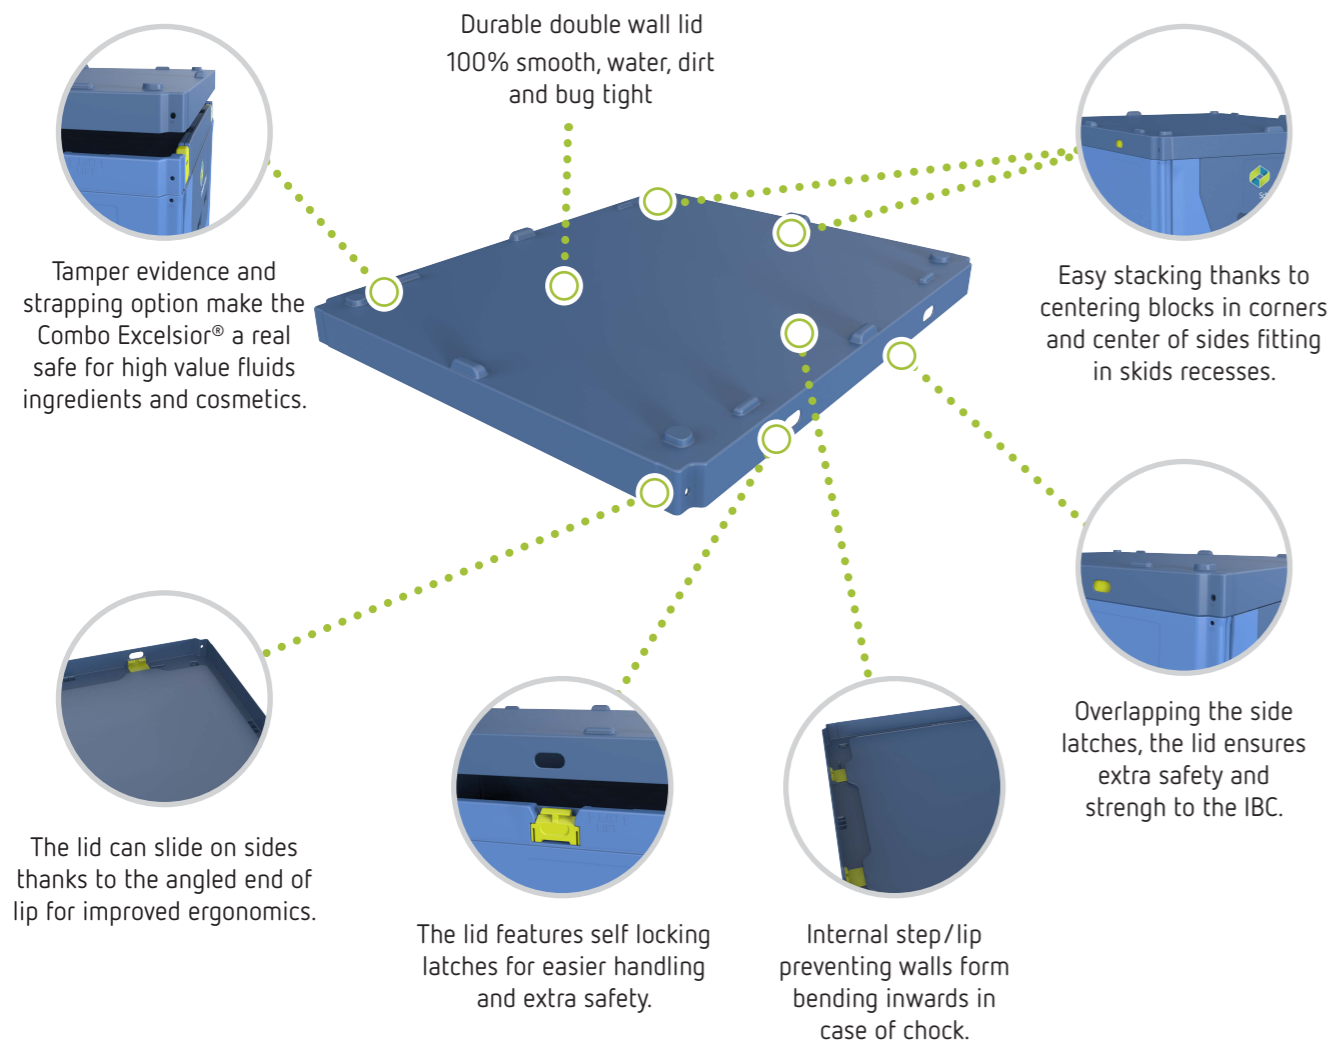 Durable double wall lid
100% smooth, water, dirt
and bug tight
Tamper evidence and
strapping option make the
Combo Excelsior® a real
safe for high value fluids
ingredients and cosmetics.
Easy stacking thanks to
centering blocks in corners
and center of sides fitting
in skids recesses.
Overlapping the side
latches, the lid ensures
extra safety and
strengh to the IBC.
The lid can slide on sides
thanks to the angled end of
lip for improved ergonomics.
The lid features self locking
latches for easier handling
and extra safety.
Internal step/lip
preventing walls form
bending inwards in
case of chock.